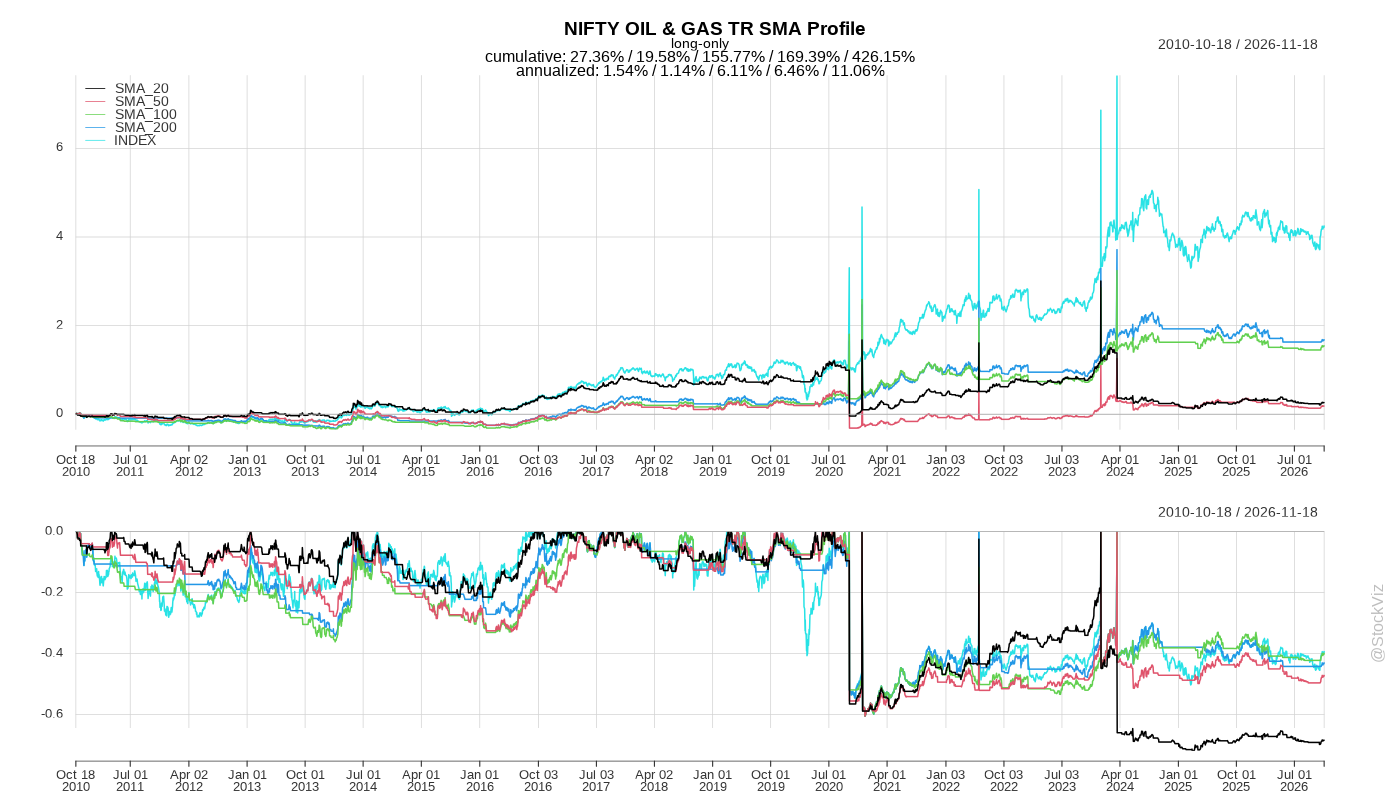 NIFTY OIL & GAS TR SMA Profile
long-only
2010-10-18 / 2026-11-18
cumulative: 27.36% / 19.58% / 155.77% / 169.39% / 426.15%
annualized: 1.54% / 1.14% / 6.11% / 6.46% / 11.06%
SMA_20
SMA_50
SMA_100
SMA_200
INDEX
6
4
2
0
Oct 18 Jul 01 Apr 02 Jan 01 Oct 01 Jul 01 Apr 01 Jan 01 Oct 03 Jul 03 Apr 02 Jan 01 Oct 01 Jul 01 Apr 01 Jan 03 Oct 03 Jul 03 Apr 01 Jan 01 Oct 01 Jul 01
2010 2011 2012 2013 2013 2014 2015 2016 2016 2017 2018 2019 2019 2020 2021 2022 2022 2023 2024 2025 2025 2026
2010-10-18 / 2026-11-18
0.0
-0.2
-0.4
-0.6
Oct 18 Jul 01 Apr 02 Jan 01 Oct 01 Jul 01 Apr 01 Jan 01 Oct 03 Jul 03 Apr 02 Jan 01 Oct 01 Jul 01 Apr 01 Jan 03 Oct 03 Jul 03 Apr 01 Jan 01 Oct 01 Jul 01
2010 2011 2012 2013 2013 2014 2015 2016 2016 2017 2018 2019 2019 2020 2021 2022 2022 2023 2024 2025 2025 2026
@StockViz